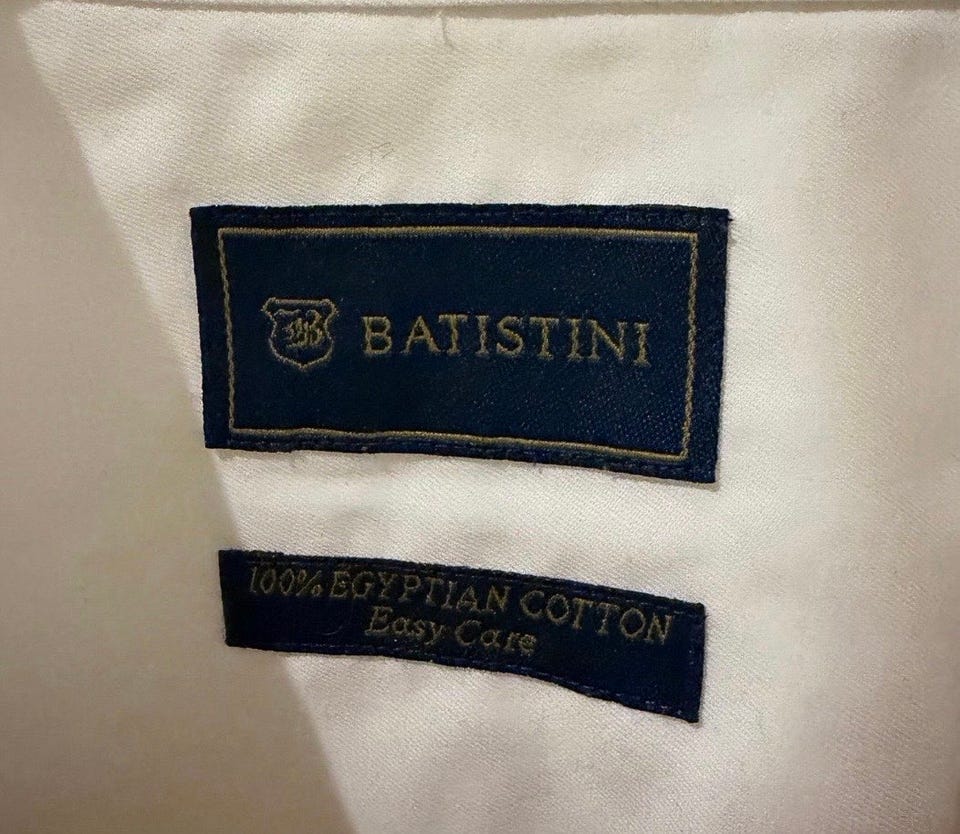 B BATISTINI
100% EGYPTIAN COTTON
Easy Care